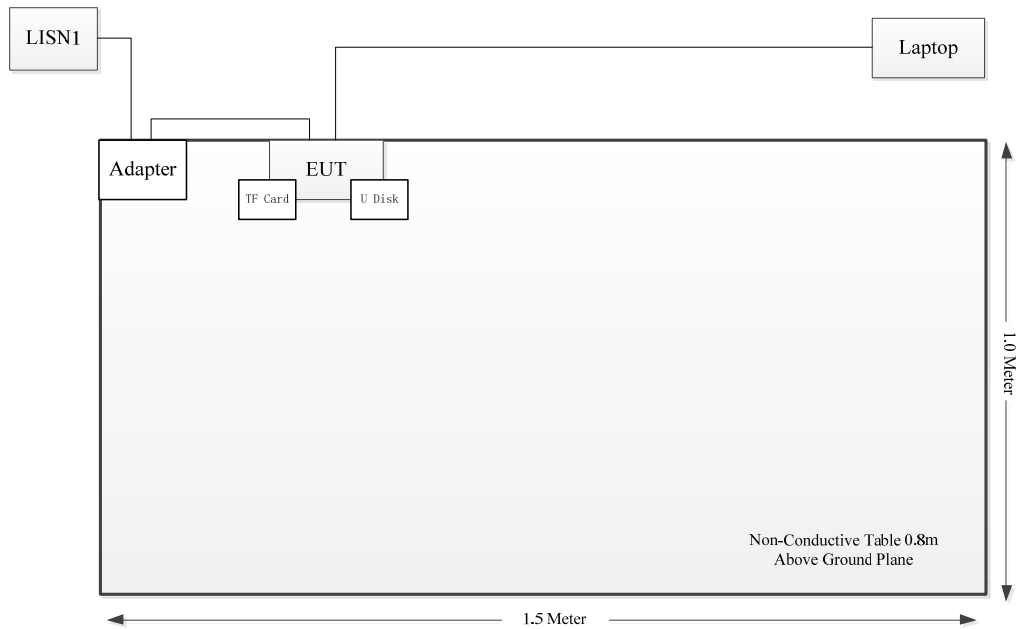 LISN1
Laptop
Adapter
EUT
TF Card
U Disk
1.0 Meter
Non-Conductive Table 0.8m
Above Ground Plane
1.5 Meter